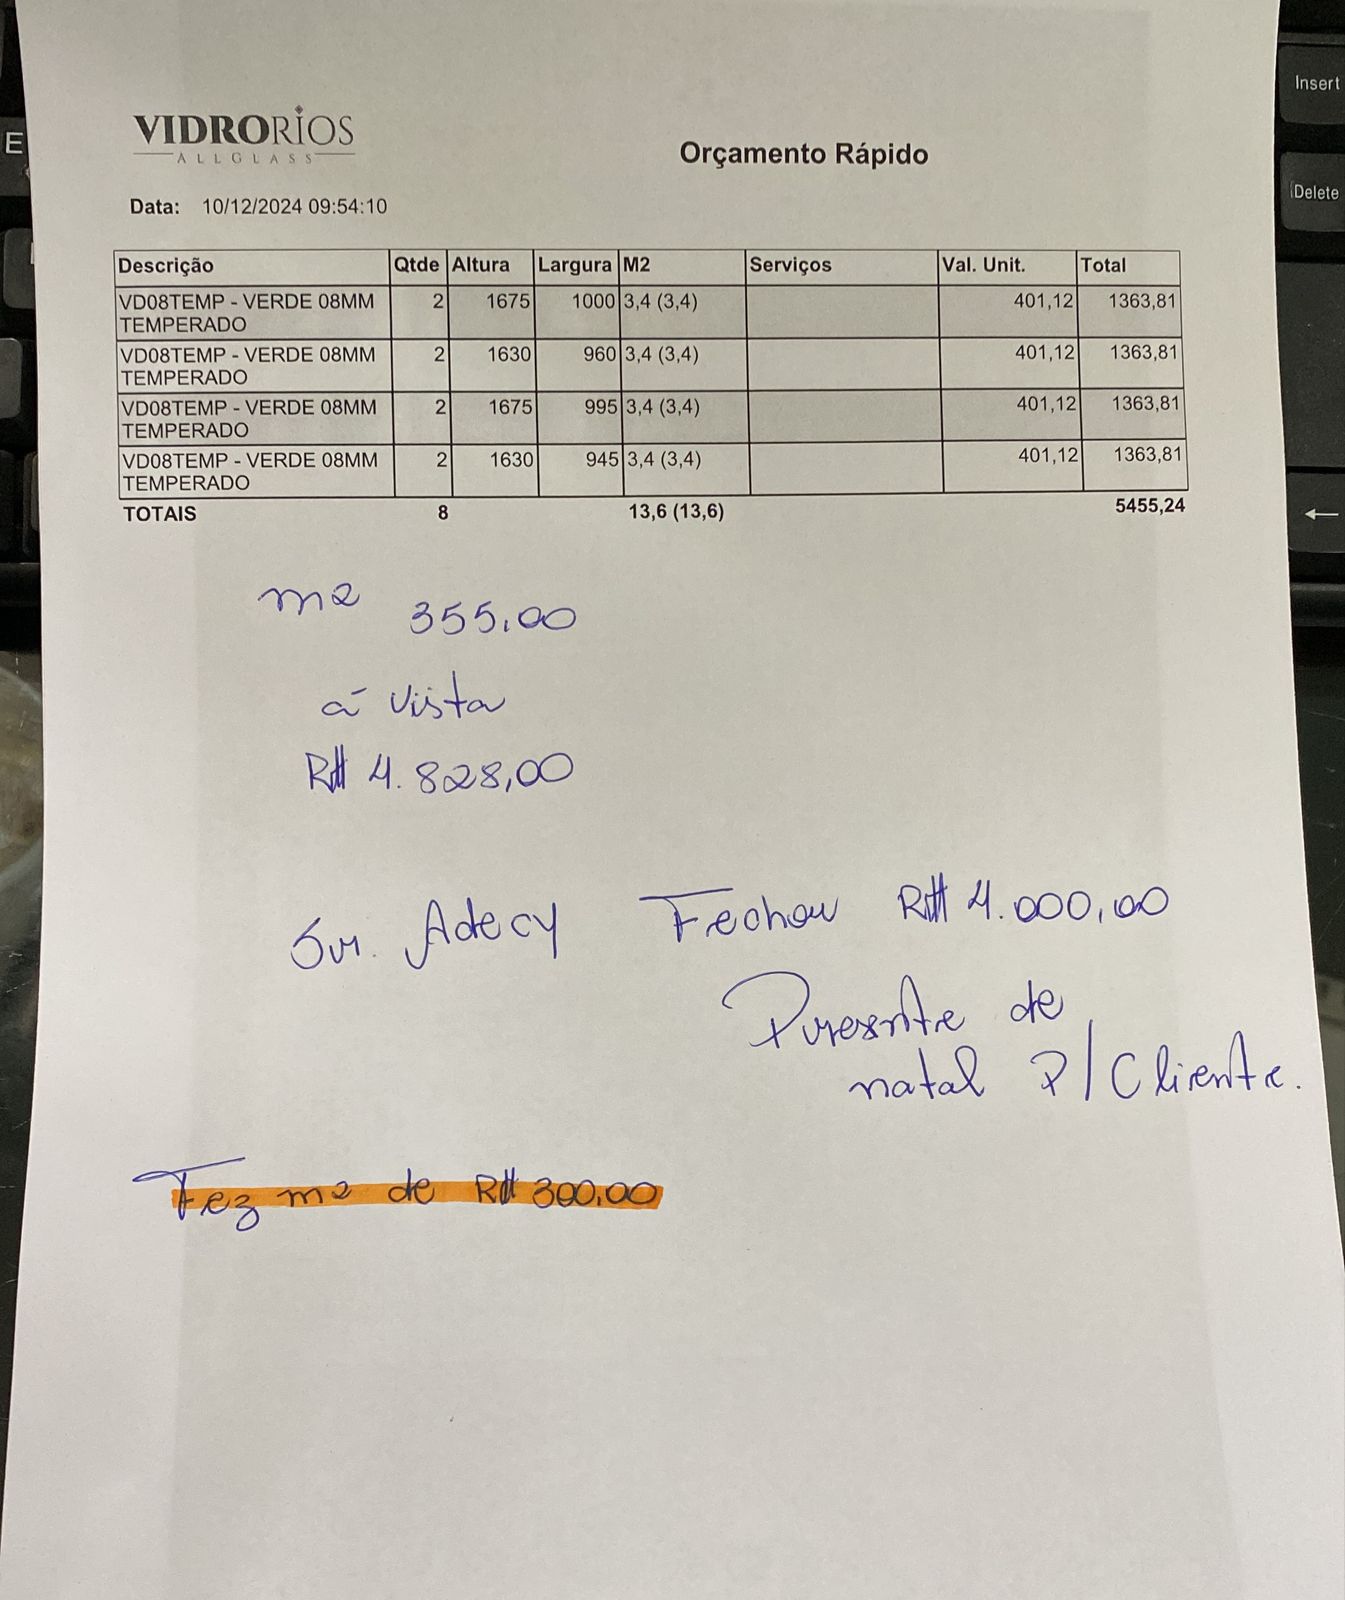 VIDRORIOS
ALLGLASS
Orçamento Rápido
Data: 10/12/2024 09:54:10
Descrição Qtde Altura Largura M2 Serviços Val. Unit. Total
VD08TEMP - VERDE 08MM 2 1675 1000 3,4 (3,4) 401,12 1363,81
TEMPERADO
VD08TEMP - VERDE 08MM 2 1630 960 3,4 (3,4) 401,12 1363,81
TEMPERADO
VD08TEMP - VERDE 08MM 2 1675 995 3,4 (3,4) 401,12 1363,81
TEMPERADO
VD08TEMP - VERDE 08MM 2 1630 945 3,4 (3,4) 401,12 1363,81
TEMPERADO
TOTAIS 8 13,6 (13,6) 5455,24
m2 355,00
á vista
R$ 4.828,00
Sr. Adecy Fechou R$ 4.000,00
Presente de
natal P/Cliente.
Fez m2 de R$ 300,00
E
Insert
Delete
←